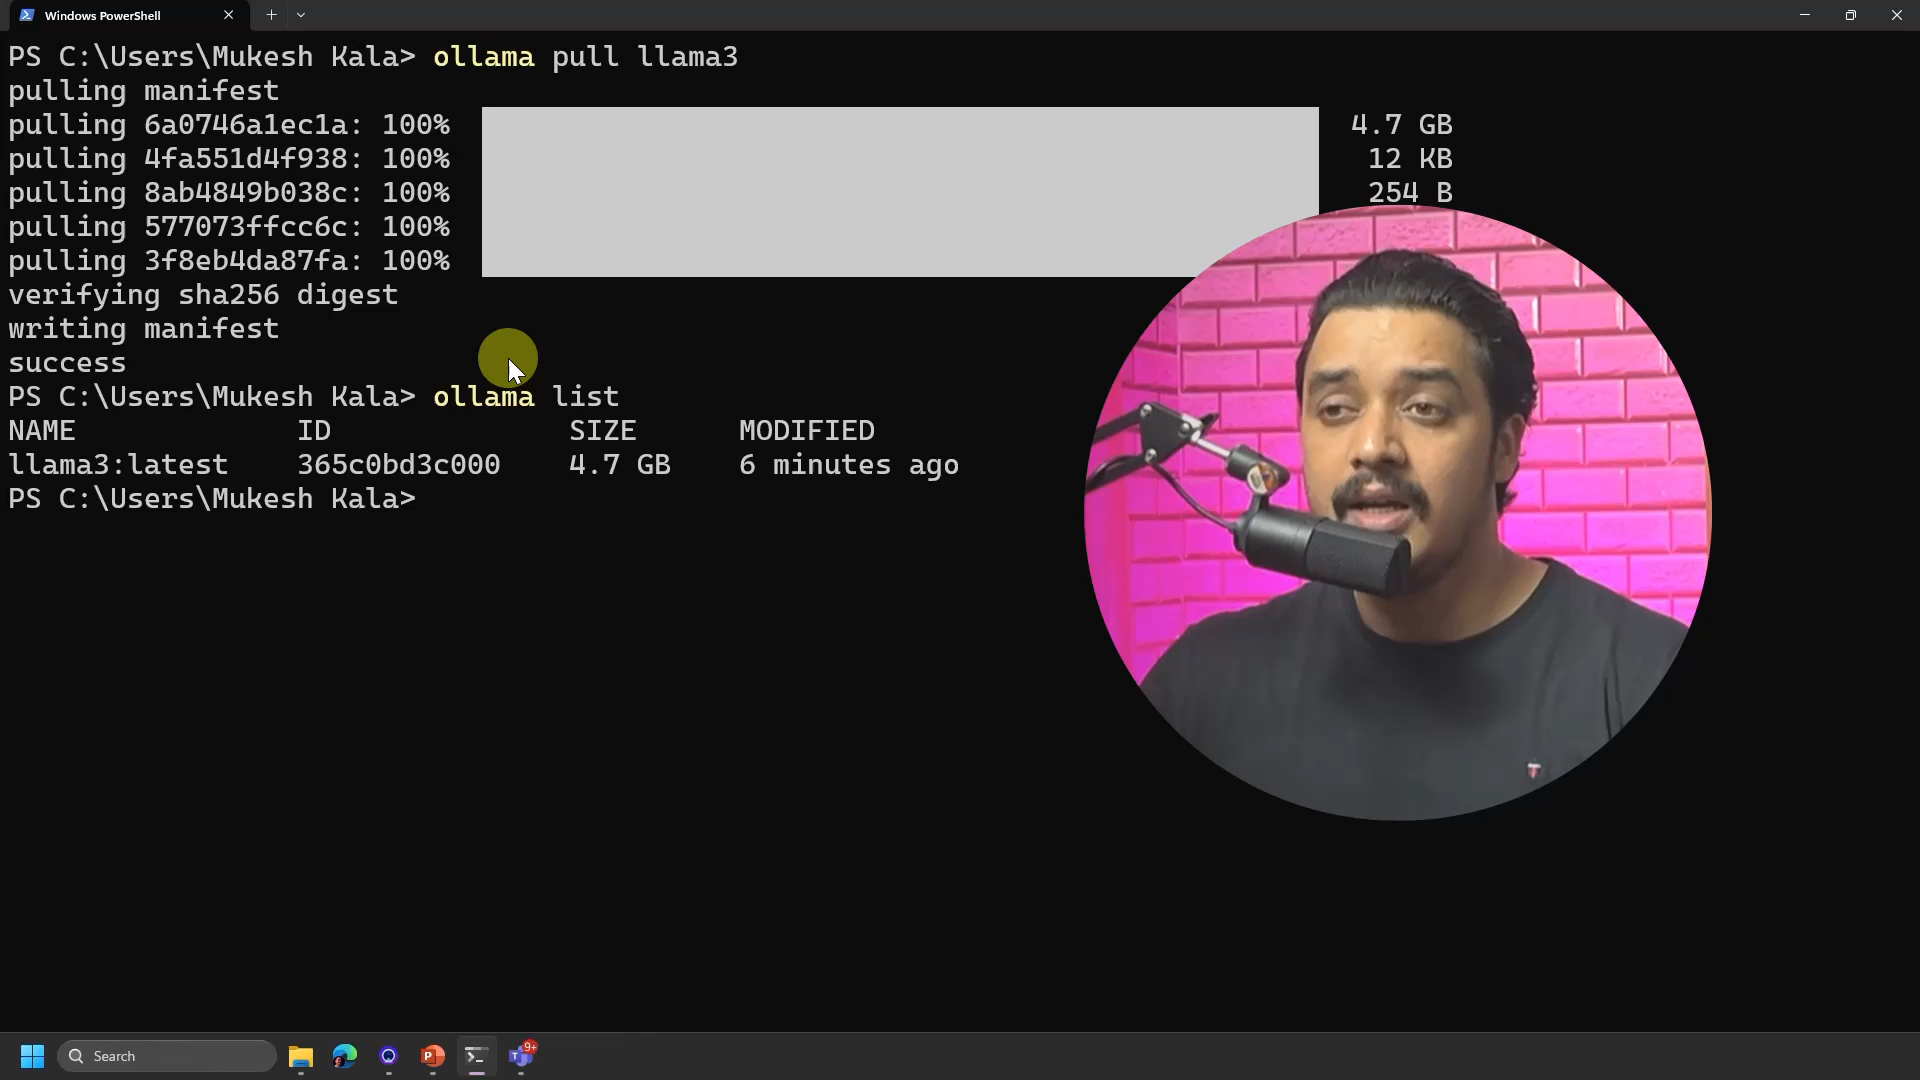 Windows PowerShell
PS C:\Users\Mukesh Kala> ollama pull llama3
pulling manifest
pulling 6a0746a1ec1a: 100% 4.7 GB
pulling 4fa551d4f938: 100% 12 KB
pulling 8ab4849b038c: 100% 254 B
pulling 577073ffcc6c: 100%
pulling 3f8eb4da87fa: 100%
verifying sha256 digest
writing manifest
success
PS C:\Users\Mukesh Kala> ollama list
NAME ID SIZE MODIFIED
llama3:latest 365c0bd3c000 4.7 GB 6 minutes ago
PS C:\Users\Mukesh Kala>
Search
9+